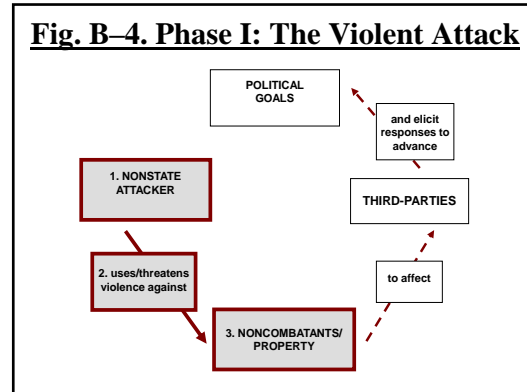 Fig. B–4. Phase I: The Violent Attack
POLITICAL
GOALS
and elicit
responses to
advance
1. NONSTATE
ATTACKER
THIRD-PARTIES
2. uses/threatens
violence against
to affect
3. NONCOMBATANTS/
PROPERTY